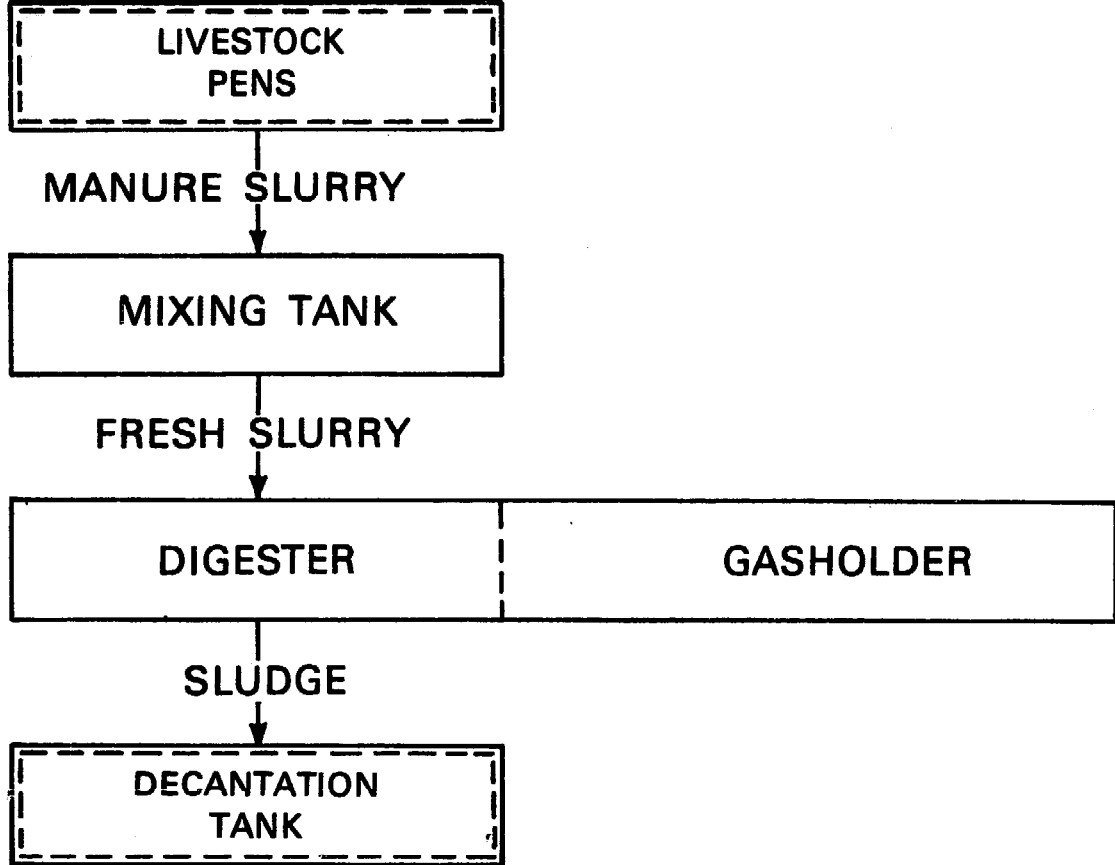 LIVESTOCK
PENS
MANURE SLURRY
MIXING TANK
FRESH SLURRY
DIGESTER
GASHOLDER
SLUDGE
DECANTATION
TANK